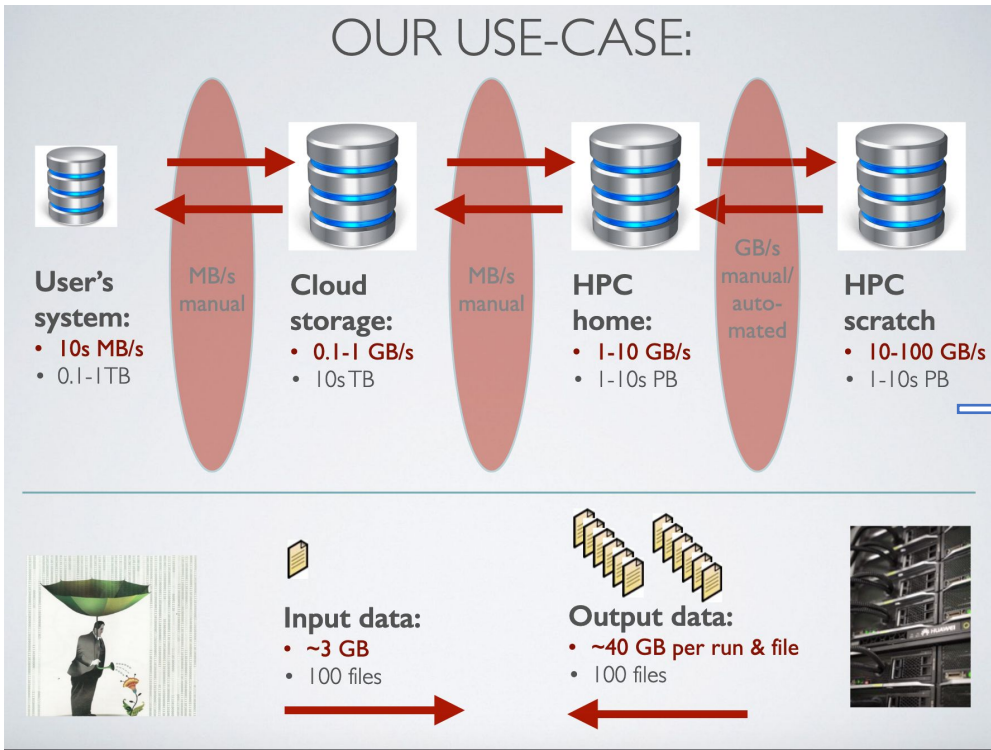 OUR USE-CASE:
MB/s
manual
MB/s
manual
GB/s
manual/
auto-
mated
User's
system:
• 10s MB/s
• 0.1-1TB
Cloud
storage:
• 0.1-1 GB/s
• 10s TB
HPC
home:
• 1-10 GB/s
• 1-10s PB
HPC
scratch
• 10-100 GB/s
• 1-10s PB
Input data:
• ~3 GB
• 100 files
Output data:
• ~40 GB per run & file
• 100 files
HUAWEI